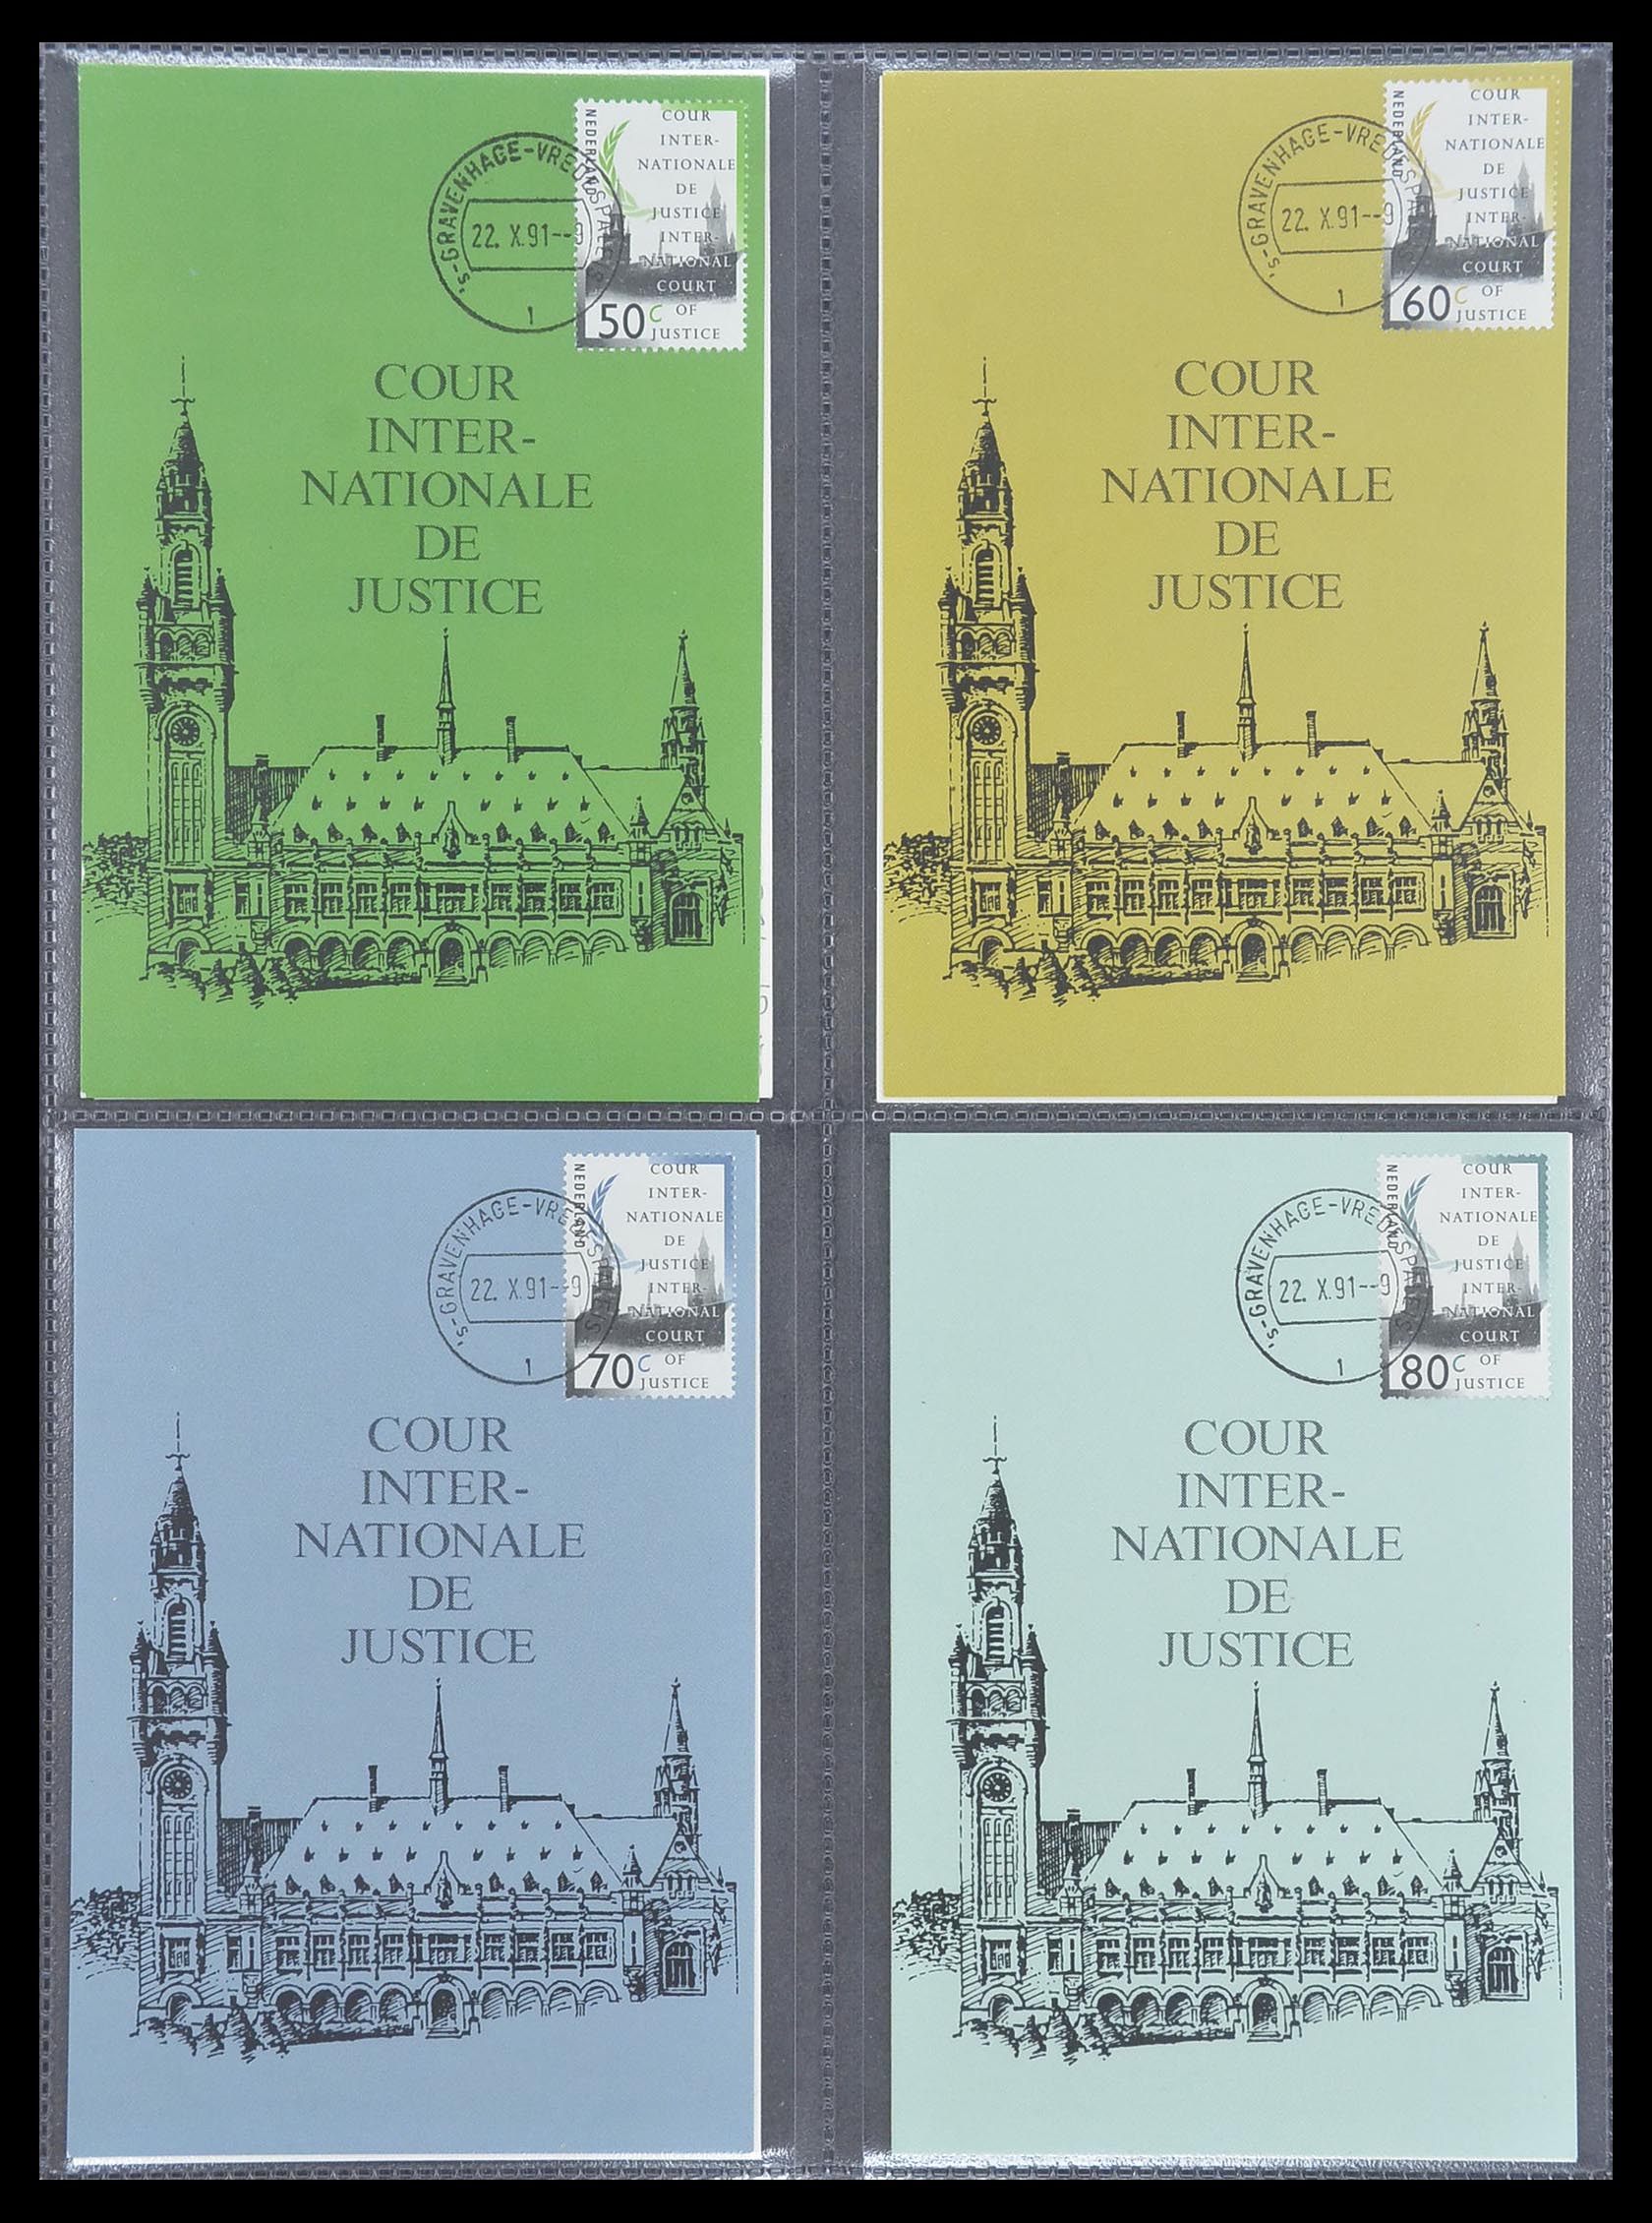 NEDERLAND
COUR
INTER-
NATIONALE
DE
JUSTICE
INTER-
NATIONAL
COURT
OF
JUSTICE
50c
's-GRAVENHAGE-VREDESPALEIS
22. X.91--9
1
COUR
INTER-
NATIONALE
DE
JUSTICE
NEDERLAND
COUR
INTER-
NATIONALE
DE
JUSTICE
INTER-
NATIONAL
COURT
OF
JUSTICE
60c
's-GRAVENHAGE-VREDESPALEIS
22. X.91--9
1
COUR
INTER-
NATIONALE
DE
JUSTICE
NEDERLAND
COUR
INTER-
NATIONALE
DE
JUSTICE
INTER-
NATIONAL
COURT
OF
JUSTICE
70c
's-GRAVENHAGE-VREDESPALEIS
22. X.91--9
1
COUR
INTER-
NATIONALE
DE
JUSTICE
NEDERLAND
COUR
INTER-
NATIONALE
DE
JUSTICE
INTER-
NATIONAL
COURT
OF
JUSTICE
80c
's-GRAVENHAGE-VREDESPALEIS
22. X.91--9
1
COUR
INTER-
NATIONALE
DE
JUSTICE